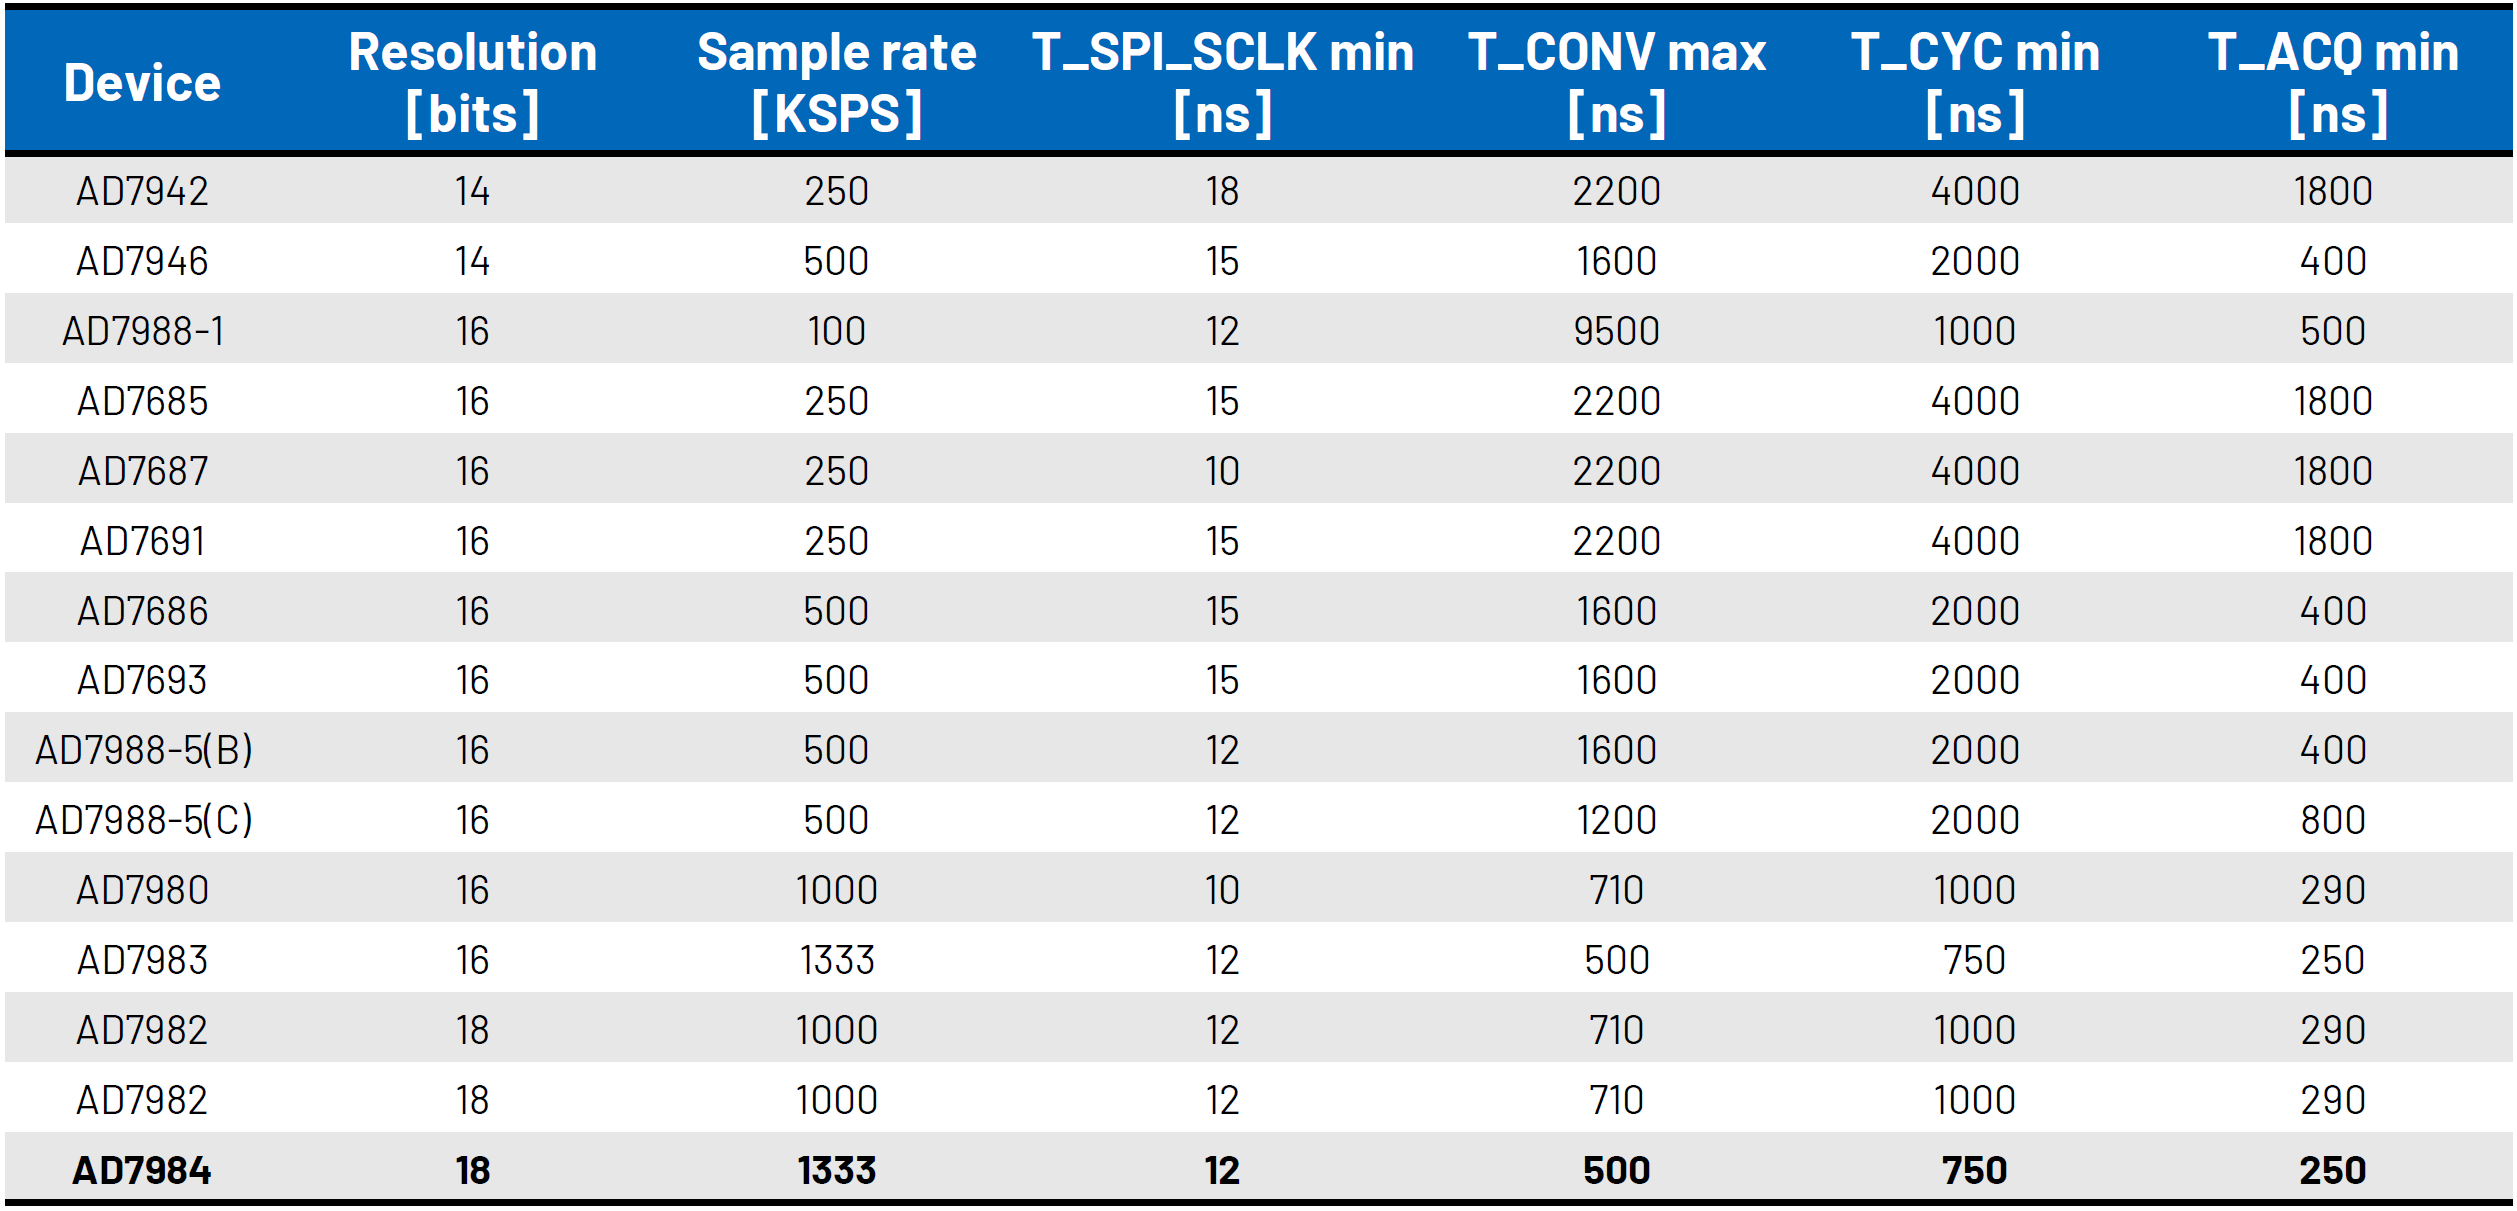 Device Resolution [bits] Sample rate [KSPS] T_SPI_SCLK min [ns] T_CONV max [ns] T_CYC min [ns] T_ACQ min [ns]
AD7942 14 250 18 2200 4000 1800
AD7946 14 500 15 1600 2000 400
AD7988-1 16 100 12 9500 1000 500
AD7685 16 250 15 2200 4000 1800
AD7687 16 250 10 2200 4000 1800
AD7691 16 250 15 2200 4000 1800
AD7686 16 500 15 1600 2000 400
AD7693 16 500 15 1600 2000 400
AD7988-5(B) 16 500 12 1600 2000 400
AD7988-5(C) 16 500 12 1200 2000 800
AD7980 16 1000 10 710 1000 290
AD7983 16 1333 12 500 750 250
AD7982 18 1000 12 710 1000 290
AD7982 18 1000 12 710 1000 290
AD7984 18 1333 12 500 750 250